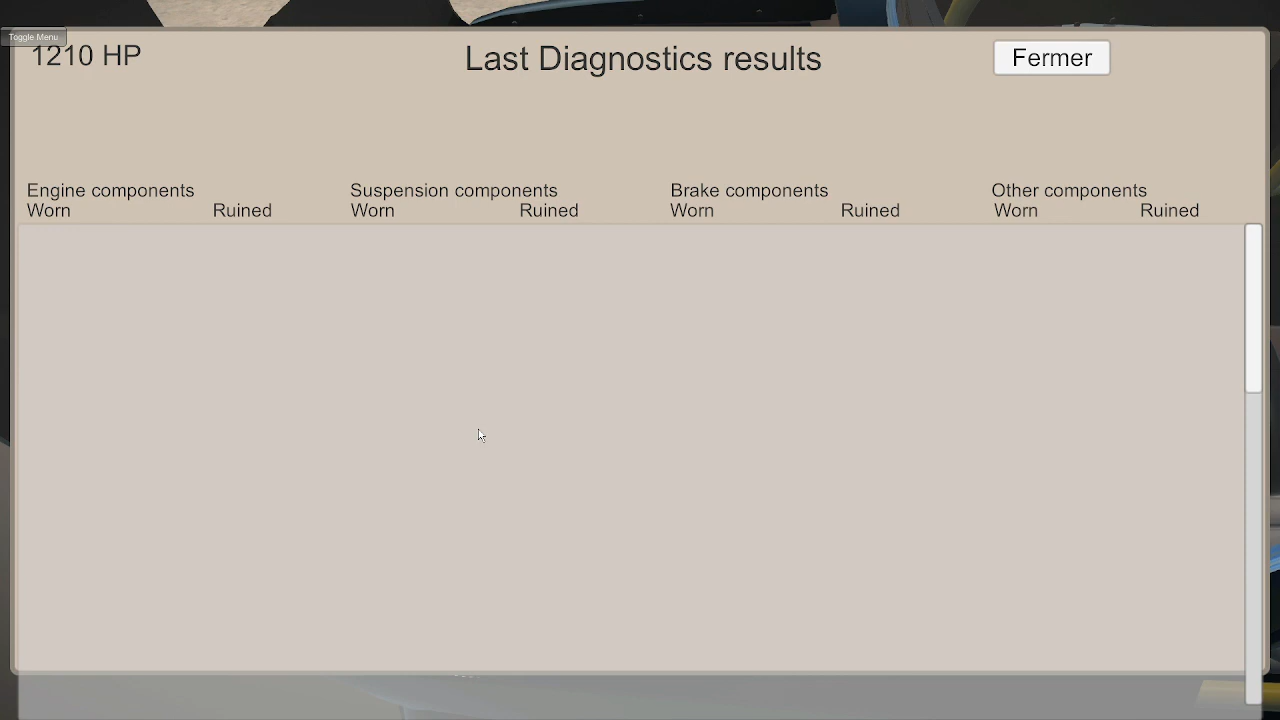 Toggle Menu
1210 HP
Last Diagnostics results
Fermer
Engine components
Worn Ruined
Suspension components
Worn Ruined
Brake components
Worn Ruined
Other components
Worn Ruined